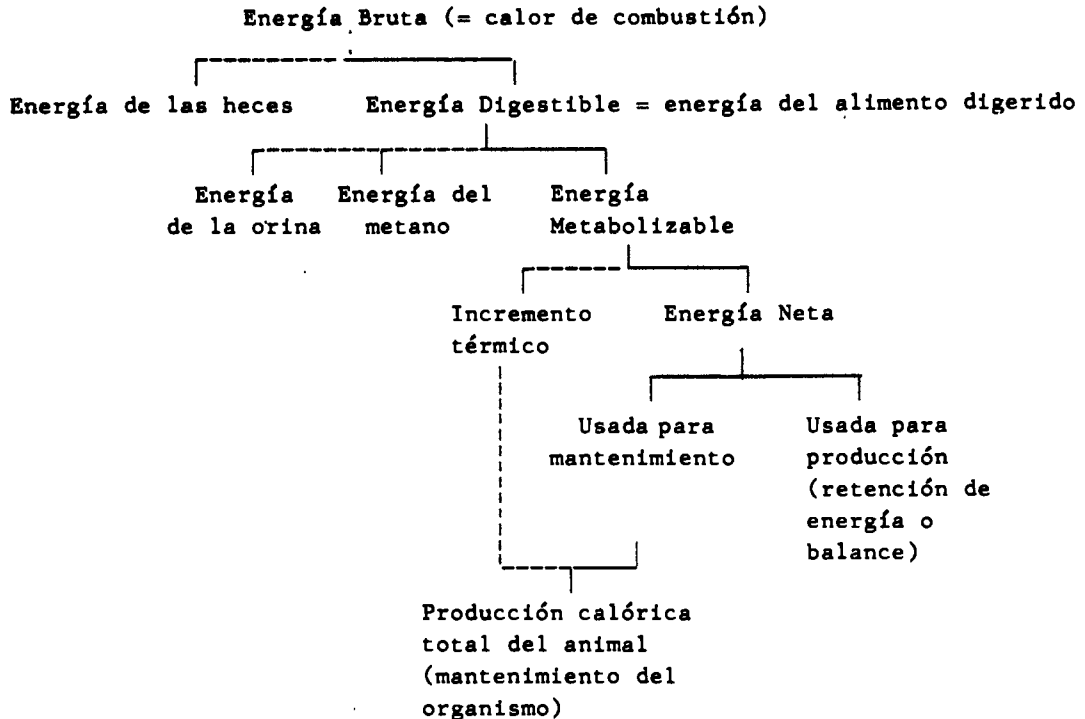 Energía Bruta (= calor de combustión)
Energía de las heces
Energía Digestible = energía del alimento digerido
Energía
de la orina
Energía del
metano
Energía
Metabolizable
Incremento
térmico
Energía Neta
Usada para
mantenimiento
Usada para
producción
(retención de
energía o
balance)
Producción calórica
total del animal
(mantenimiento del
organismo)